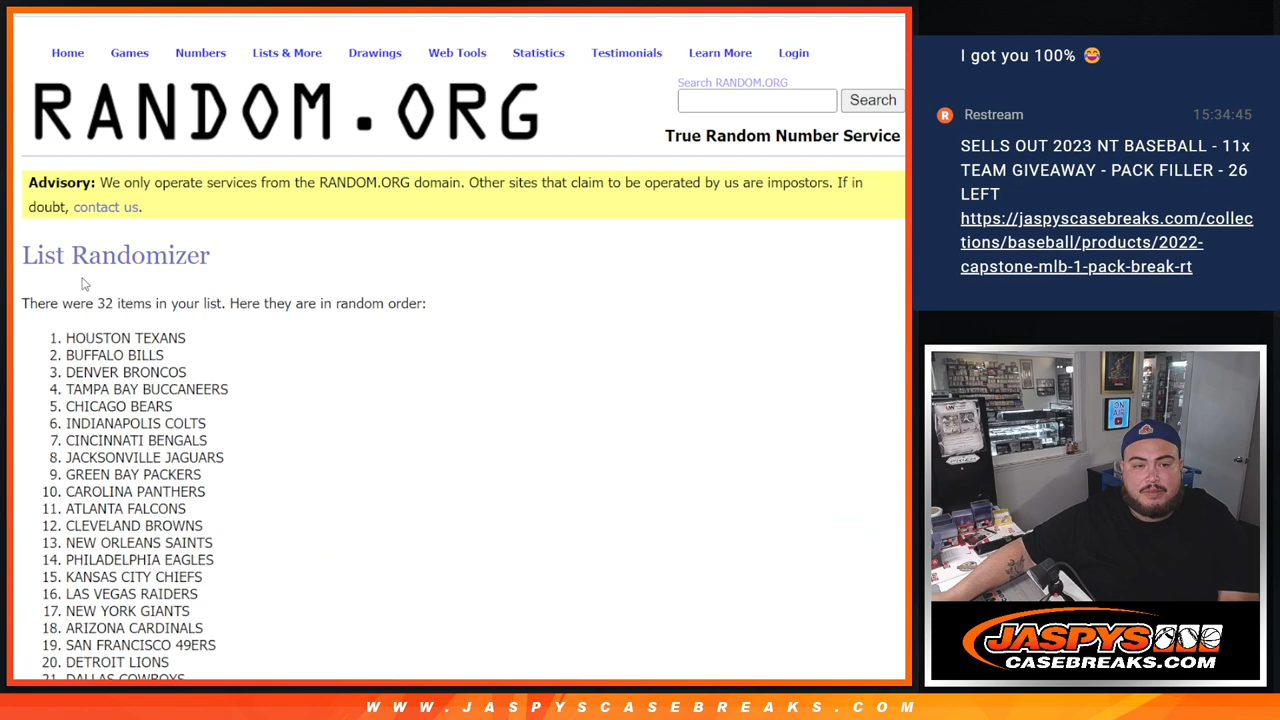 Home Games Numbers Lists & More Drawings Web Tools Statistics Testimonials Learn More Login
RANDOM.ORG
Search RANDOM.ORG
Search
True Random Number Service
Advisory: We only operate services from the RANDOM.ORG domain. Other sites that claim to be operated by us are impostors. If in
doubt, contact us.
List Randomizer
There were 32 items in your list. Here they are in random order:
1. HOUSTON TEXANS
2. BUFFALO BILLS
3. DENVER BRONCOS
4. TAMPA BAY BUCCANEERS
5. CHICAGO BEARS
6. INDIANAPOLIS COLTS
7. CINCINNATI BENGALS
8. JACKSONVILLE JAGUARS
9. GREEN BAY PACKERS
10. CAROLINA PANTHERS
11. ATLANTA FALCONS
12. CLEVELAND BROWNS
13. NEW ORLEANS SAINTS
14. PHILADELPHIA EAGLES
15. KANSAS CITY CHIEFS
16. LAS VEGAS RAIDERS
17. NEW YORK GIANTS
18. ARIZONA CARDINALS
19. SAN FRANCISCO 49ERS
20. DETROIT LIONS
21. DALLAS COWBOYS
I got you 100% 😂
R Restream 15:34:45
SELLS OUT 2023 NT BASEBALL - 11x
TEAM GIVEAWAY - PACK FILLER - 26
LEFT
https://jaspyscasebreaks.com/collec
tions/baseball/products/2022-
capstone-mlb-1-pack-break-rt
ON
AIR
JASPYS
CASEBREAKS.COM
WWW.JASPYSCASEBREAKS.COM